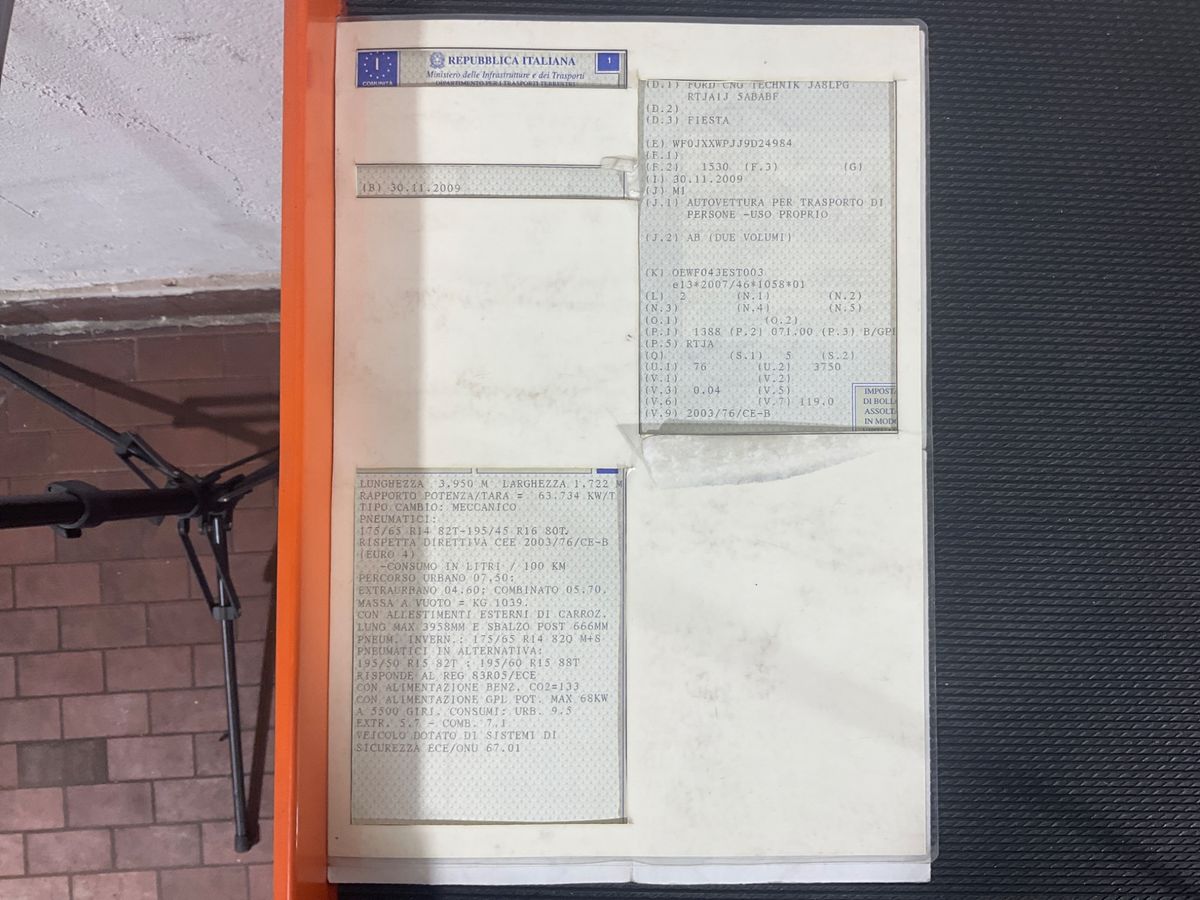 I
COMUNITÀ
REPUBBLICA ITALIANA
Ministero delle Infrastrutture e dei Trasporti
DIPARTIMENTO PER I TRASPORTI TERRESTRI
1
(B) 30.11.2009
(D.1) FORD CNG TECHNIK JA8LPG
RTJA1J 5ABABF
(D.2)
(D.3) FIESTA
(E) WF0JXXWPJJ9D24984
(F.1)
(F.2) 1530 (F.3) (G)
(I) 30.11.2009
(J) M1
(J.1) AUTOVETTURA PER TRASPORTO DI
PERSONE -USO PROPRIO
(J.2) AB (DUE VOLUMI)
(K) OEWF043EST003
e13*2007/46*1058*01
(L) 2 (N.1) (N.2)
(N.3) (N.4) (N.5)
(O.1) (O.2)
(P.1) 1388 (P.2) 071.00 (P.3) B/GPL
(P.5) RTJA
(Q) (S.1) 5 (S.2)
(U.1) 76 (U.2) 3750
(V.1) (V.2)
(V.3) 0.04 (V.5)
(V.6) (V.7) 119.0
(V.9) 2003/76/CE-B
IMPOSTA
DI BOLLO
ASSOLTA
IN MODO
LUNGHEZZA 3.950 M LARGHEZZA 1.722 M
RAPPORTO POTENZA/TARA = 63.734 KW/T
TIPO CAMBIO: MECCANICO
PNEUMATICI:
175/65 R14 82T-195/45 R16 80T.
RISPETTA DIRETTIVA CEE 2003/76/CE-B
(EURO 4)
-CONSUMO IN LITRI / 100 KM
PERCORSO URBANO 07.50:
EXTRAURBANO 04.60; COMBINATO 05.70.
MASSA A VUOTO = KG 1039.
CON ALLESTIMENTI ESTERNI DI CARROZ.
LUNG MAX 3958MM E SBALZO POST 666MM
PNEUM. INVERN.: 175/65 R14 82Q M+S
PNEUMATICI IN ALTERNATIVA:
195/50 R15 82T ; 195/60 R15 88T
RISPONDE AL REG 83R05/ECE
CON ALIMENTAZIONE BENZ. CO2=133
CON ALIMENTAZIONE GPL POT. MAX 68KW
A 5500 GIRI. CONSUMI: URB. 9.5
EXTR. 5.7 - COMB. 7.1
VEICOLO DOTATO DI SISTEMI DI
SICUREZZA ECE/ONU 67.01